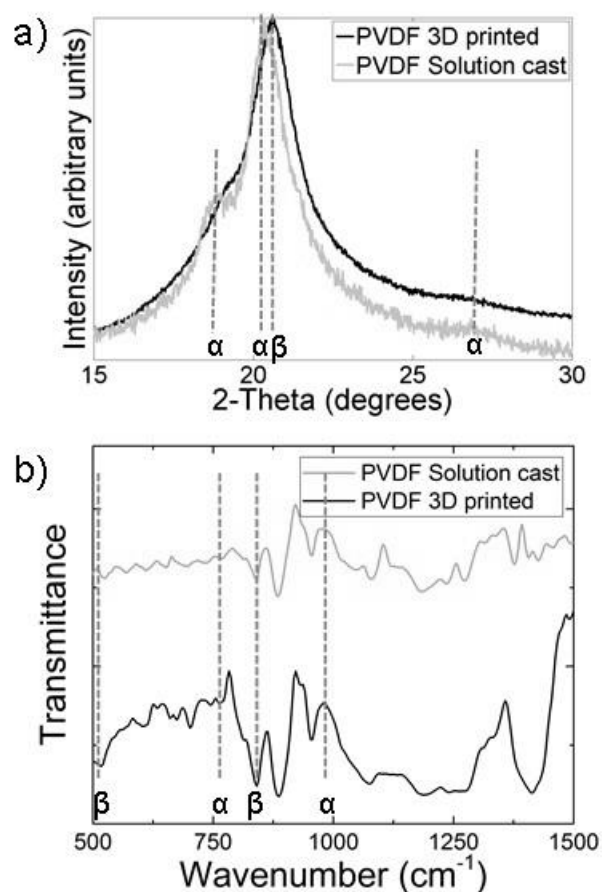 a)
PVDF 3D printed
PVDF Solution cast
Intensity (arbitrary units)
α α β α
15 20 25 30
2-Theta (degrees)
b)
PVDF Solution cast
PVDF 3D printed
Transmittance
β α β α
500 750 1000 1250 1500
Wavenumber (cm⁻¹)